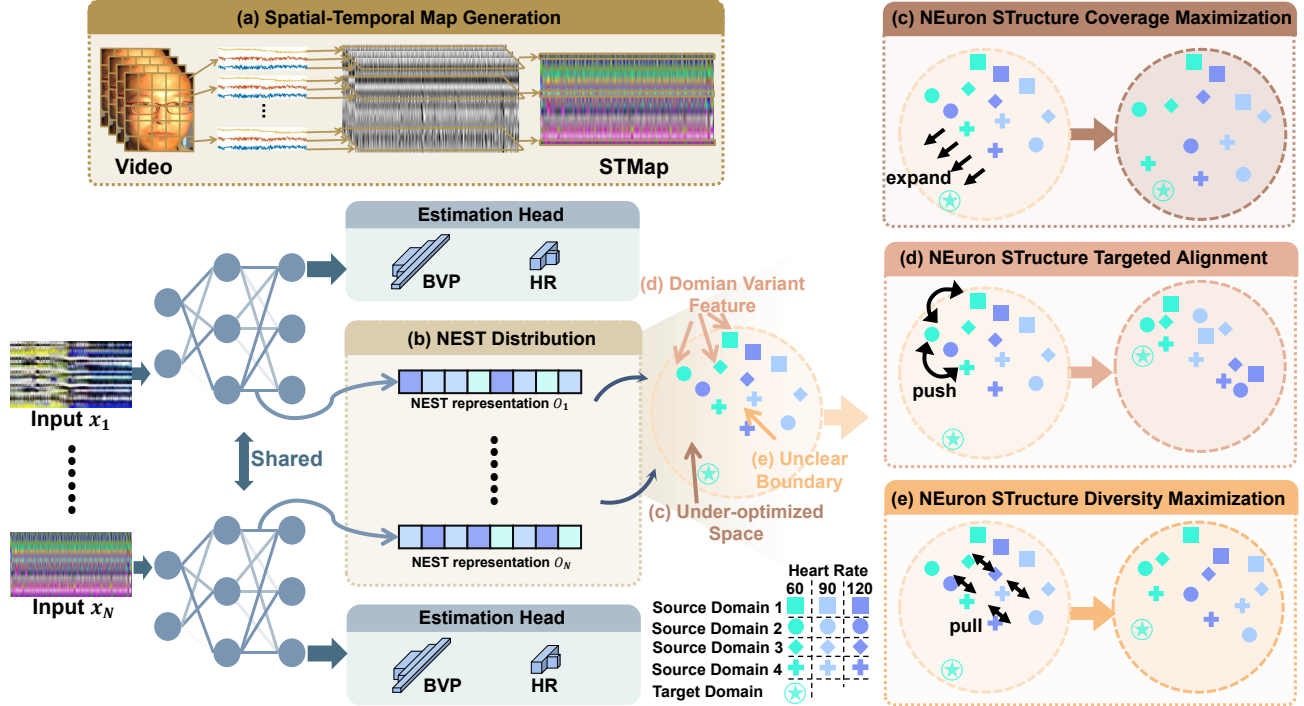 (a) Spatial-Temporal Map Generation
Video
STMap
Estimation Head
BVP
HR
(b) NEST Distribution
NEST representation O₁
NEST representation O_N
Input x₁
Shared
Input x_N
Estimation Head
BVP
HR
(d) Domian Variant
Feature
(e) Unclear
Boundary
(c) Under-optimized
Space
Heart Rate
60 90 120
Source Domain 1
Source Domain 2
Source Domain 3
Source Domain 4
Target Domain
(c) NEuron STructure Coverage Maximization
expand
(d) NEuron STructure Targeted Alignment
push
(e) NEuron STructure Diversity Maximization
pull